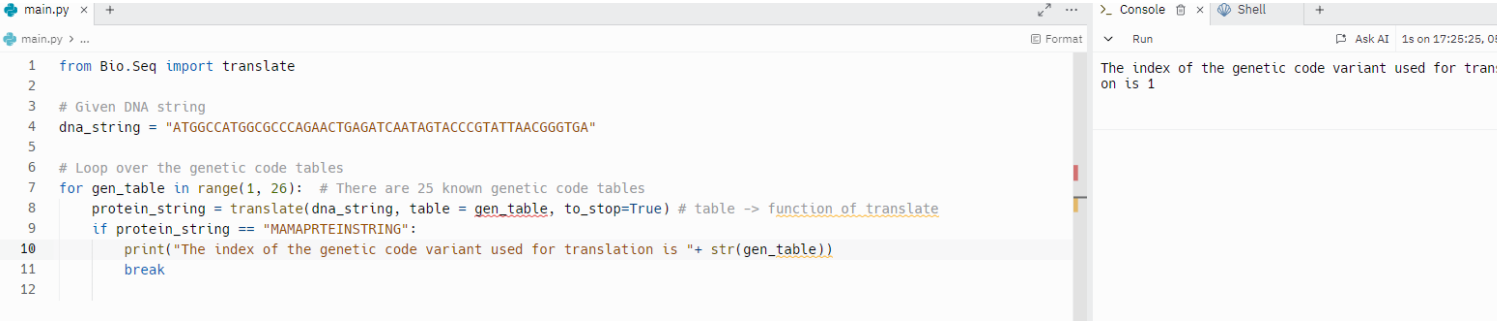 main.py × +
main.py > ...
Format
1 from Bio.Seq import translate
2
3 # Given DNA string
4 dna_string = "ATGGCCATGGCGCCCAGAACTGAGATCAATAGTACCCGTATTAACGGGTGA"
5
6 # Loop over the genetic code tables
7 for gen_table in range(1, 26):  # There are 25 known genetic code tables
8     protein_string = translate(dna_string, table = gen_table, to_stop=True) # table -> function of translate
9     if protein_string == "MAMAPRTEINSTRING":
10         print("The index of the genetic code variant used for translation is "+ str(gen_table))
11         break
12
>_ Console × Shell +
Run Ask AI 1s on 17:25:25, 05
The index of the genetic code variant used for trans
on is 1